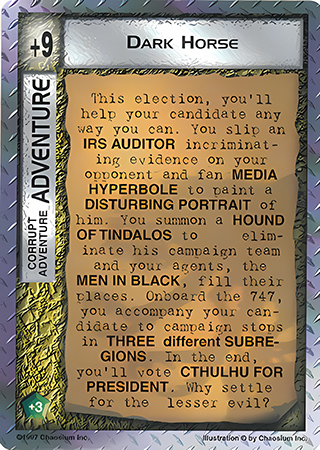 +9
DARK HORSE
CORRUPT
ADVENTURE
ADVENTURE
This election, you'll
help your candidate any
way you can. You slip an
IRS AUDITOR incriminat-
ing evidence on your
opponent and fan MEDIA
HYPERBOLE to paint a
DISTURBING PORTRAIT of
him. You summon a HOUND
OF TINDALOS to elim-
inate his campaign team
and your agents, the
MEN IN BLACK, fill their
places. Onboard the 747,
you accompany your can-
didate to campaign stops
in THREE different SUBRE-
GIONS. In the end,
you'll vote CTHULHU FOR
PRESIDENT. Why settle
for the lesser evil?
+3
©1997 Chaosium Inc.
Illustration © by Chaosium Inc.